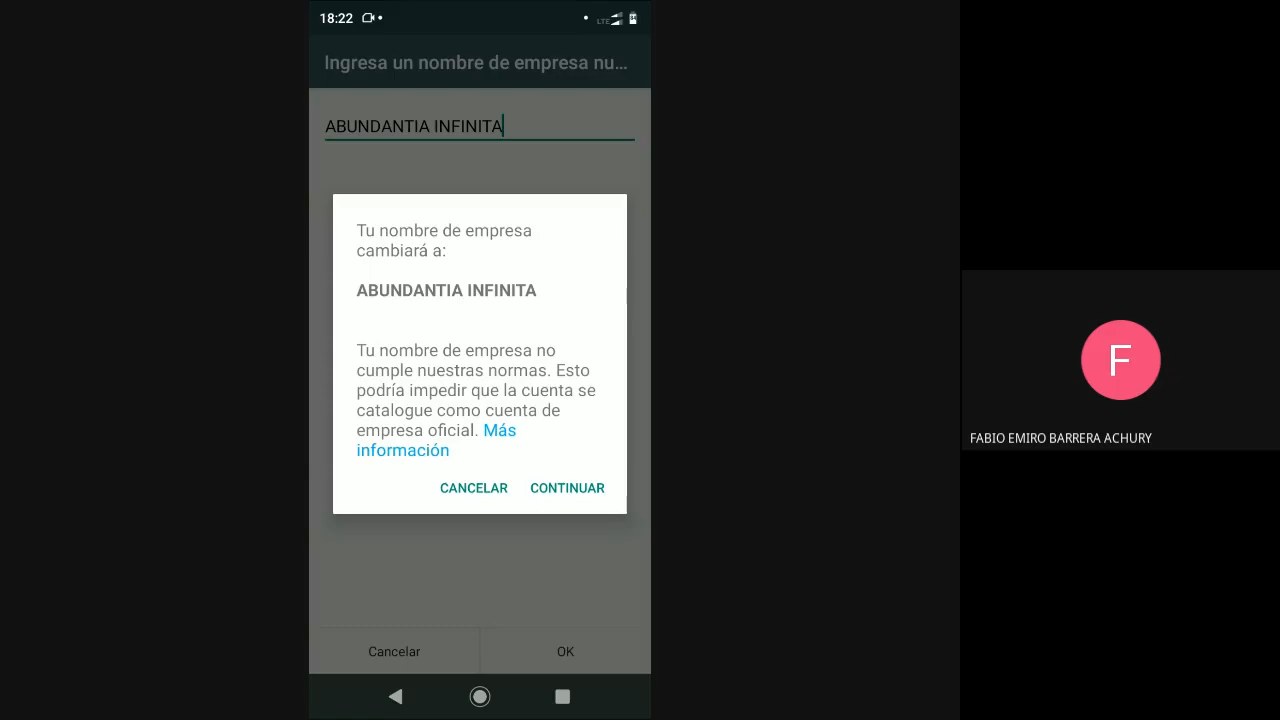 18:22
LTE
Ingresa un nombre de empresa nu...
ABUNDANTIA INFINITA
Tu nombre de empresa
cambiará a:
ABUNDANTIA INFINITA
Tu nombre de empresa no
cumple nuestras normas. Esto
podría impedir que la cuenta se
catalogue como cuenta de
empresa oficial. Más
información
CANCELAR CONTINUAR
Cancelar OK
F
FABIO EMIRO BARRERA ACHURY